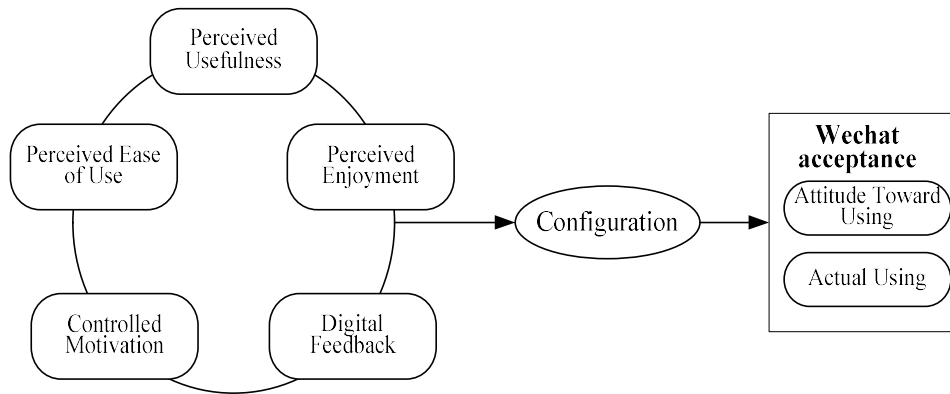 Perceived
Usefulness
Perceived Ease
of Use
Perceived
Enjoyment
Controlled
Motivation
Digital
Feedback
Configuration
Wechat
acceptance
Attitude Toward
Using
Actual Using